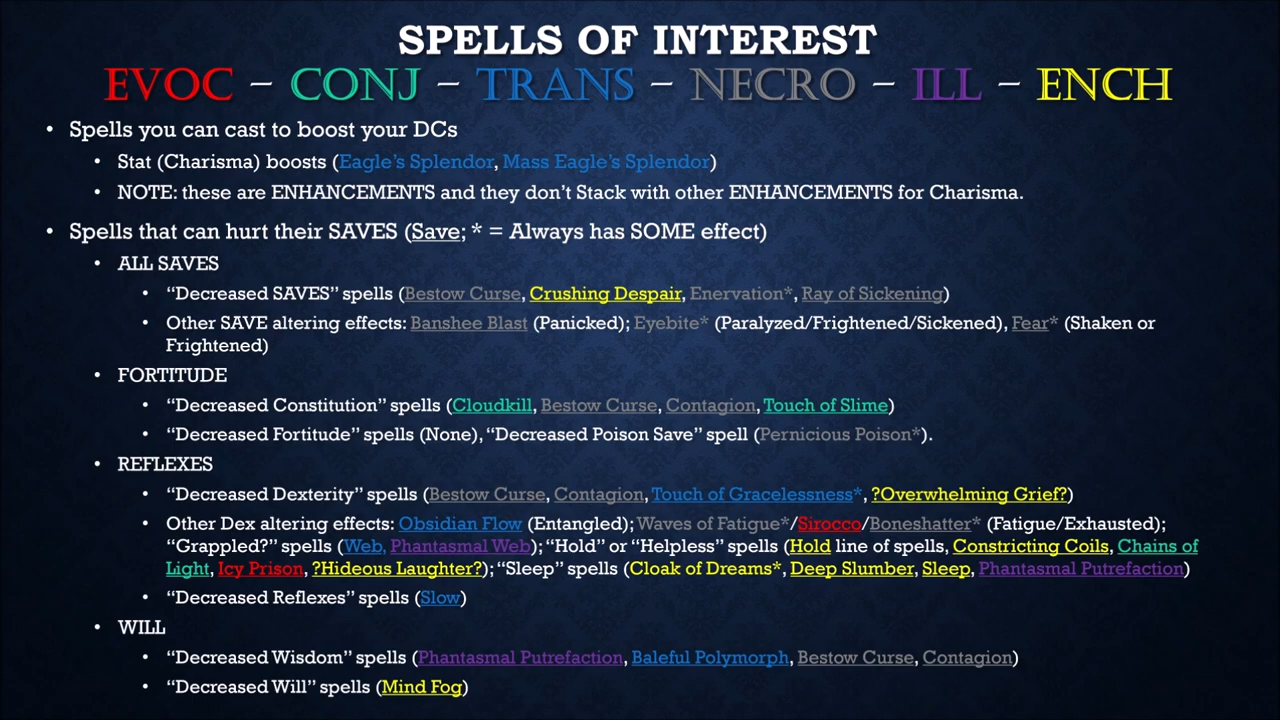 SPELLS OF INTEREST
EVOC – CONJ – TRANS – NECRO – ILL – ENCH
• Spells you can cast to boost your DCs
• Stat (Charisma) boosts (Eagle's Splendor, Mass Eagle's Splendor)
• NOTE: these are ENHANCEMENTS and they don't Stack with other ENHANCEMENTS for Charisma.
• Spells that can hurt their SAVES (Save; * = Always has SOME effect)
• ALL SAVES
• “Decreased SAVES” spells (Bestow Curse, Crushing Despair, Enervation*, Ray of Sickening)
• Other SAVE altering effects: Banshee Blast (Panicked); Eyebite* (Paralyzed/Frightened/Sickened), Fear* (Shaken or
Frightened)
• FORTITUDE
• “Decreased Constitution” spells (Cloudkill, Bestow Curse, Contagion, Touch of Slime)
• “Decreased Fortitude” spells (None), “Decreased Poison Save” spell (Pernicious Poison*).
• REFLEXES
• “Decreased Dexterity” spells (Bestow Curse, Contagion, Touch of Gracelessness*, ?Overwhelming Grief?)
• Other Dex altering effects: Obsidian Flow (Entangled); Waves of Fatigue*/Sirocco/Boneshatter* (Fatigue/Exhausted);
“Grappled?” spells (Web, Phantasmal Web); “Hold” or “Helpless” spells (Hold line of spells, Constricting Coils, Chains of
Light, Icy Prison, ?Hideous Laughter?); “Sleep” spells (Cloak of Dreams*, Deep Slumber, Sleep, Phantasmal Putrefaction)
• “Decreased Reflexes” spells (Slow)
• WILL
• “Decreased Wisdom” spells (Phantasmal Putrefaction, Baleful Polymorph, Bestow Curse, Contagion)
• “Decreased Will” spells (Mind Fog)